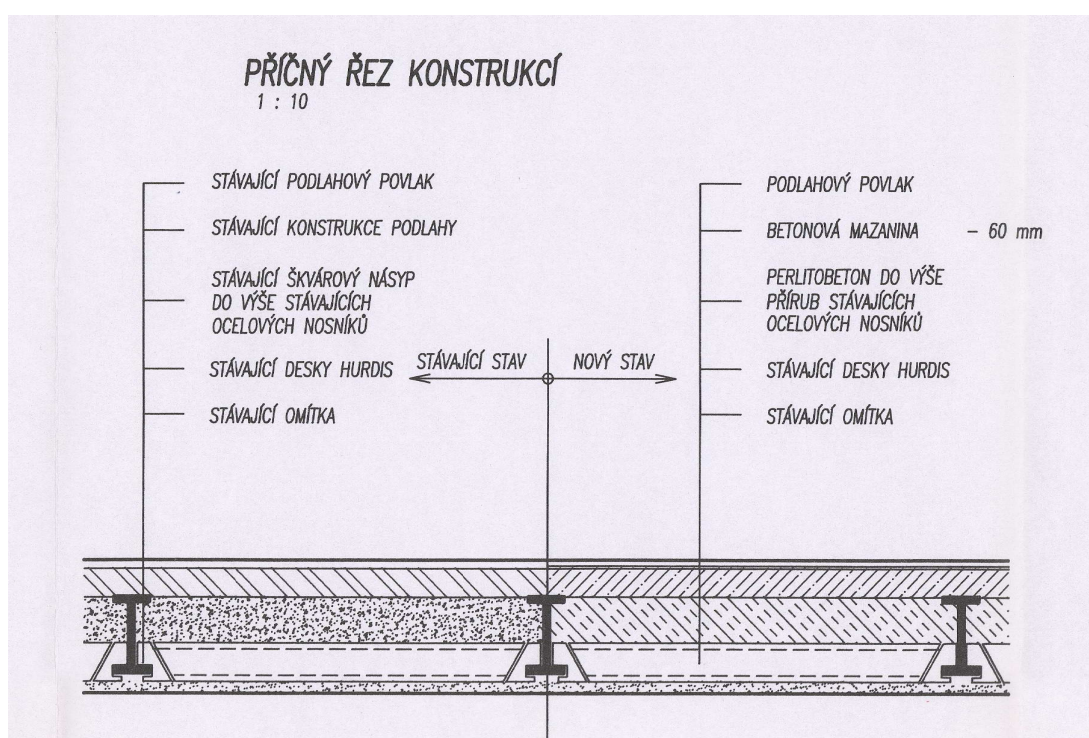 PŘÍČNÝ ŘEZ KONSTRUKCÍ
1 : 10
STÁVAJÍCÍ PODLAHOVÝ POVLAK
STÁVAJÍCÍ KONSTRUKCE PODLAHY
STÁVAJÍCÍ ŠKVÁROVÝ NÁSYP
DO VÝŠE STÁVAJÍCÍCH
OCELOVÝCH NOSNÍKŮ
STÁVAJÍCÍ DESKY HURDIS
STÁVAJÍCÍ OMÍTKA
STÁVAJÍCÍ STAV
NOVÝ STAV
PODLAHOVÝ POVLAK
BETONOVÁ MAZANINA – 60 mm
PERLITOBETON DO VÝŠE
PŘÍRUB STÁVAJÍCÍCH
OCELOVÝCH NOSNÍKŮ
STÁVAJÍCÍ DESKY HURDIS
STÁVAJÍCÍ OMÍTKA